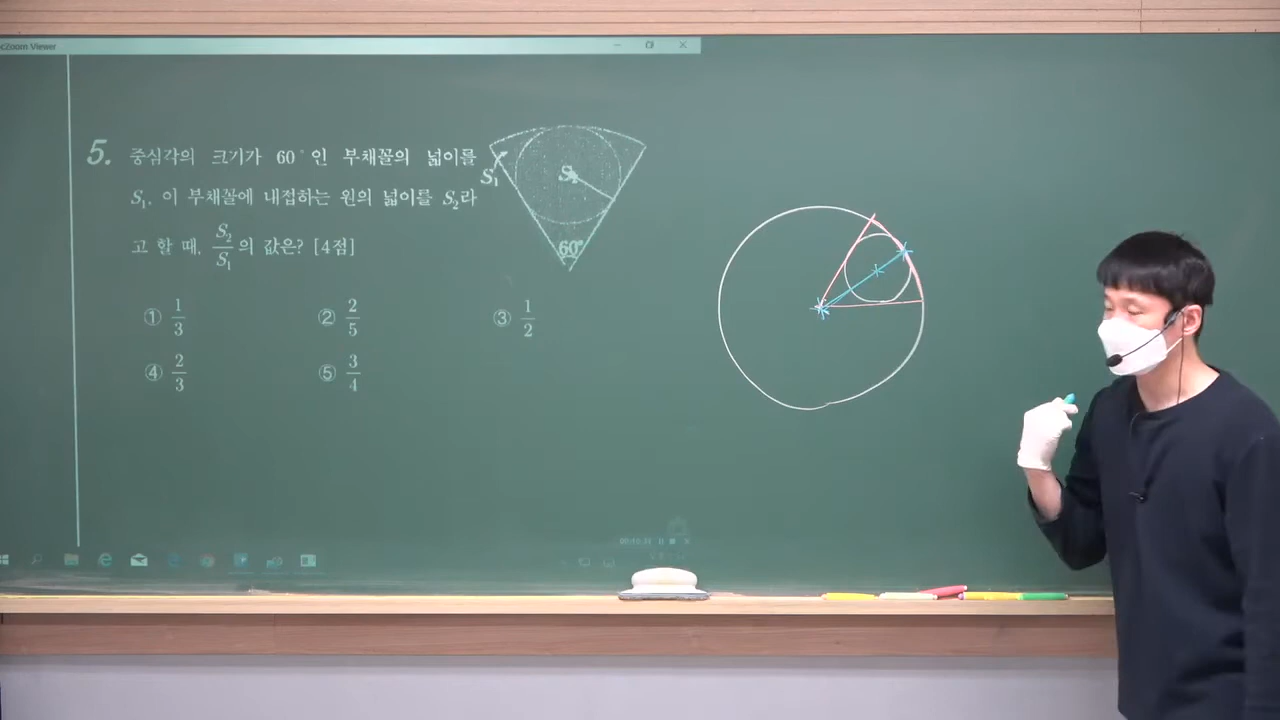 cZoom Viewer
5. 중심각의 크기가 60°인 부채꼴의 넓이를
S₁, 이 부채꼴에 내접하는 원의 넓이를 S₂라
고 할 때, S₂/S₁의 값은? [4점]
① 1/3 ② 2/5 ③ 1/2
④ 2/3 ⑤ 3/4
S₁
S₂
60°